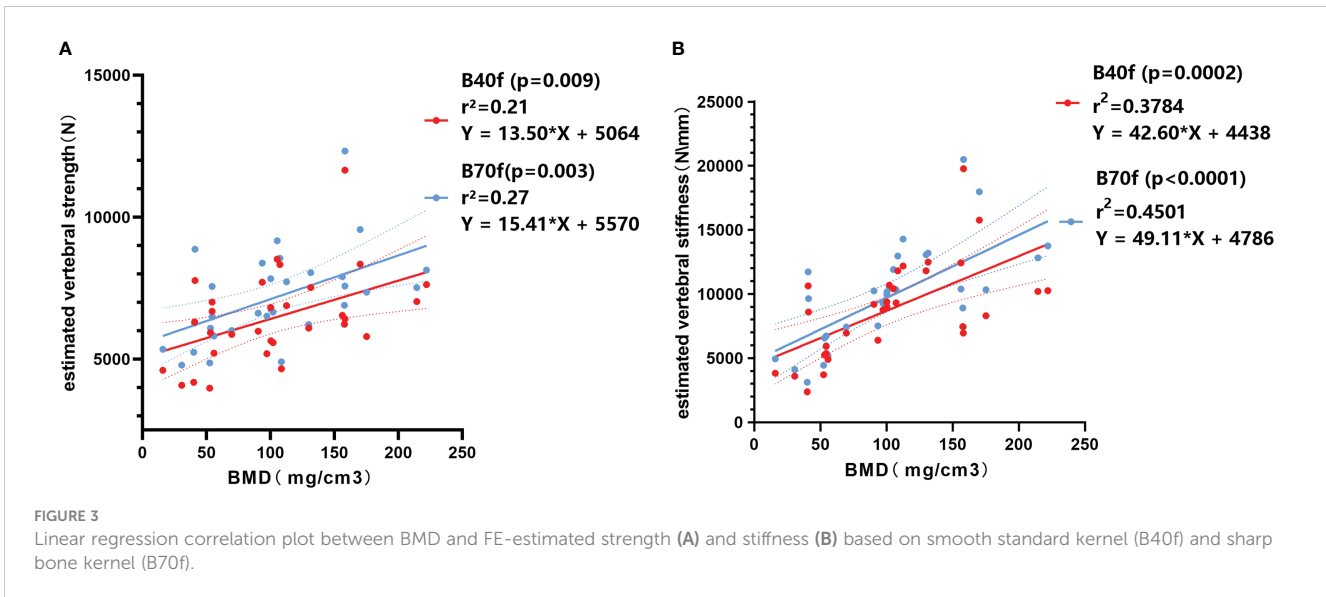 A
15000
10000
5000
estimated vertebral strength(N)
0
50
100
150
200
250
BMD( mg/cm3)
B40f (p=0.009)
r²=0.21
Y = 13.50*X + 5064
B70f(p=0.003)
r²=0.27
Y = 15.41*X + 5570
B
25000
20000
15000
10000
5000
0
estimated vertebral stiffness(N\mm)
0
50
100
150
200
250
BMD( mg/cm3)
B40f (p=0.0002)
r²=0.3784
Y = 42.60*X + 4438
B70f (p<0.0001)
r²=0.4501
Y = 49.11*X + 4786
FIGURE 3
Linear regression correlation plot between BMD and FE-estimated strength (A) and stiffness (B) based on smooth standard kernel (B40f) and sharp
bone kernel (B70f).